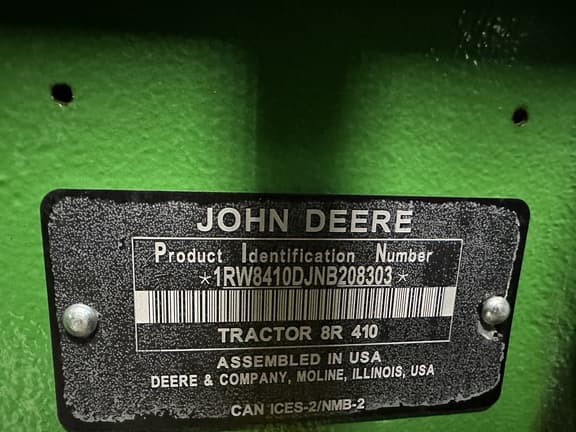 JOHN DEERE
Product Identification Number
*1RW8410DJNB208303*
TRACTOR 8R 410
ASSEMBLED IN USA
DEERE & COMPANY, MOLINE, ILLINOIS, USA
CAN ICES-2/NMB-2